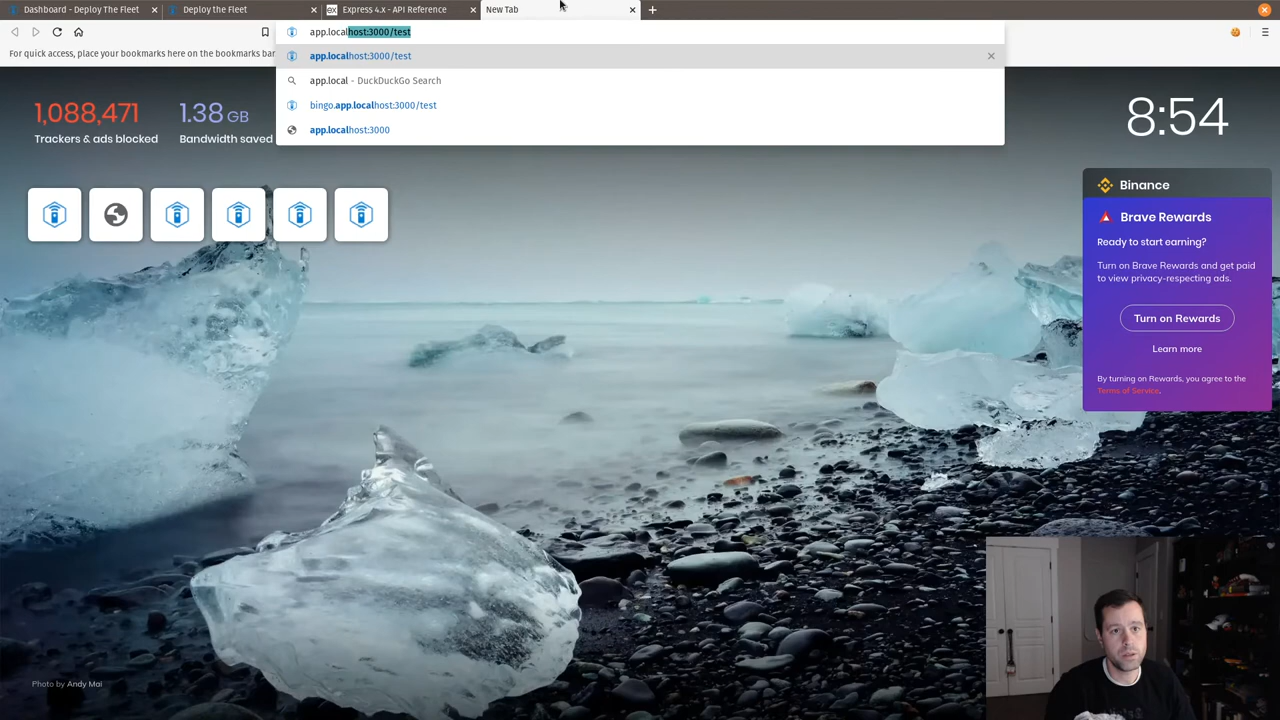 Dashboard - Deploy The Fleet
Deploy the Fleet
ex Express 4.x - API Reference
New Tab
app.localhost:3000/test
For quick access, place your bookmarks here on the bookmarks bar
app.localhost:3000/test
app.local - DuckDuckGo Search
bingo.app.localhost:3000/test
app.localhost:3000
1,088,471
Trackers & ads blocked
1.38 GB
Bandwidth saved
8:54
Binance
Brave Rewards
Ready to start earning?
Turn on Brave Rewards and get paid
to view privacy-respecting ads.
Turn on Rewards
Learn more
By turning on Rewards, you agree to the
Terms of Service.
Photo by Andy Mai